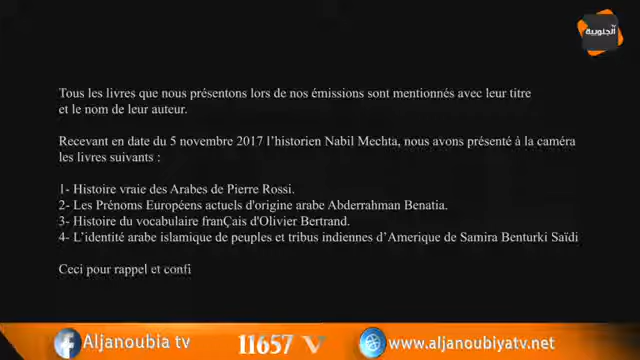 الجنوبية
Tous les livres que nous présentons lors de nos émissions sont mentionnés avec leur titre
et le nom de leur auteur.
Recevant en date du 5 novembre 2017 l’historien Nabil Mechta, nous avons présenté à la caméra
les livres suivants :
1- Histoire vraie des Arabes de Pierre Rossi.
2- Les Prénoms Européens actuels d'origine arabe Abderrahman Benatia.
3- Histoire du vocabulaire franÇais d'Olivier Bertrand.
4- L’identité arabe islamique de peuples et tribus indiennes d’Amerique de Samira Benturki Saïdi
Ceci pour rappel et confi
Aljanoubia tv 11657 V www.aljanoubiyatv.net